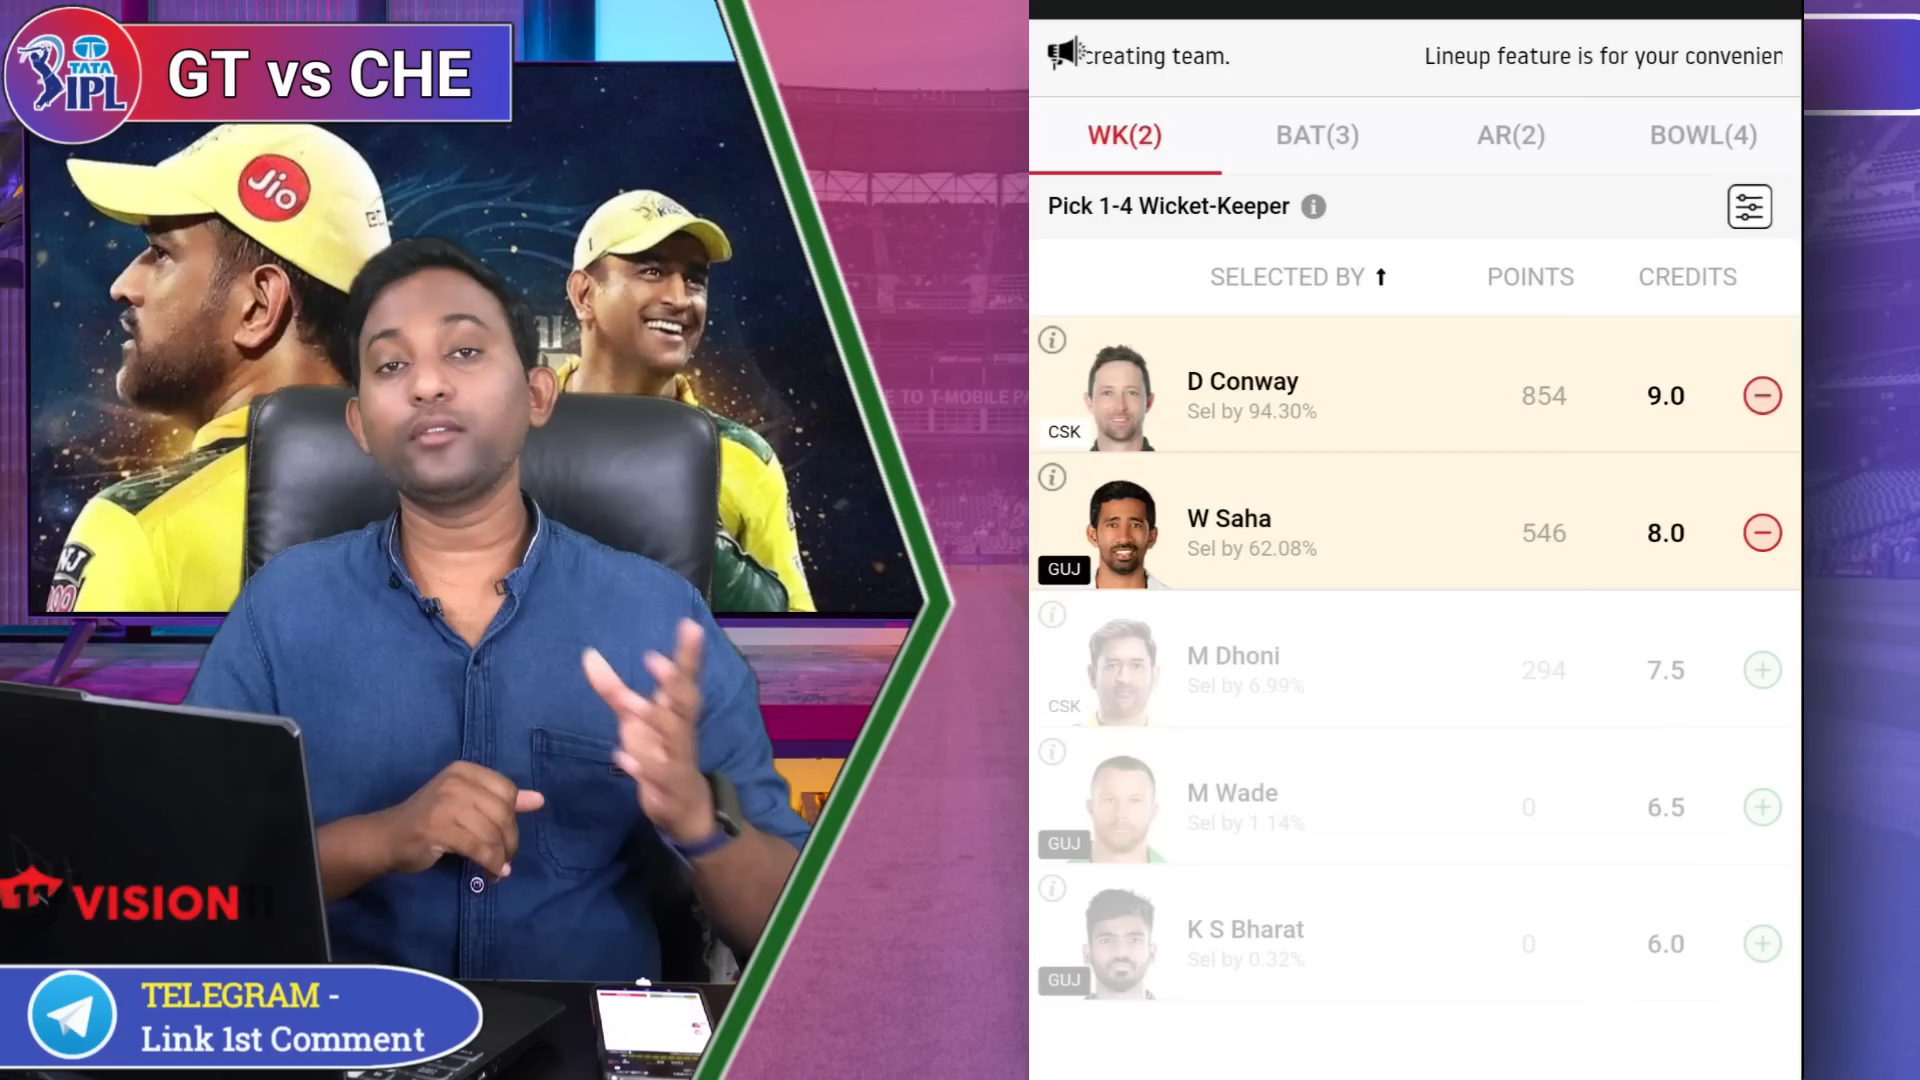 TATA
IPL
GT vs CHE
Jio
VISION11
TELEGRAM -
Link 1st Comment
E TO T-MOBILE PA
creating team.
Lineup feature is for your convenien
WK(2)
BAT(3)
AR(2)
BOWL(4)
Pick 1-4 Wicket-Keeper
SELECTED BY
POINTS
CREDITS
D Conway
Sel by 94.30%
854
9.0
CSK
W Saha
Sel by 62.08%
546
8.0
GUJ
M Dhoni
Sel by 6.99%
294
7.5
CSK
M Wade
Sel by 1.14%
0
6.5
GUJ
K S Bharat
Sel by 0.32%
0
6.0
GUJ